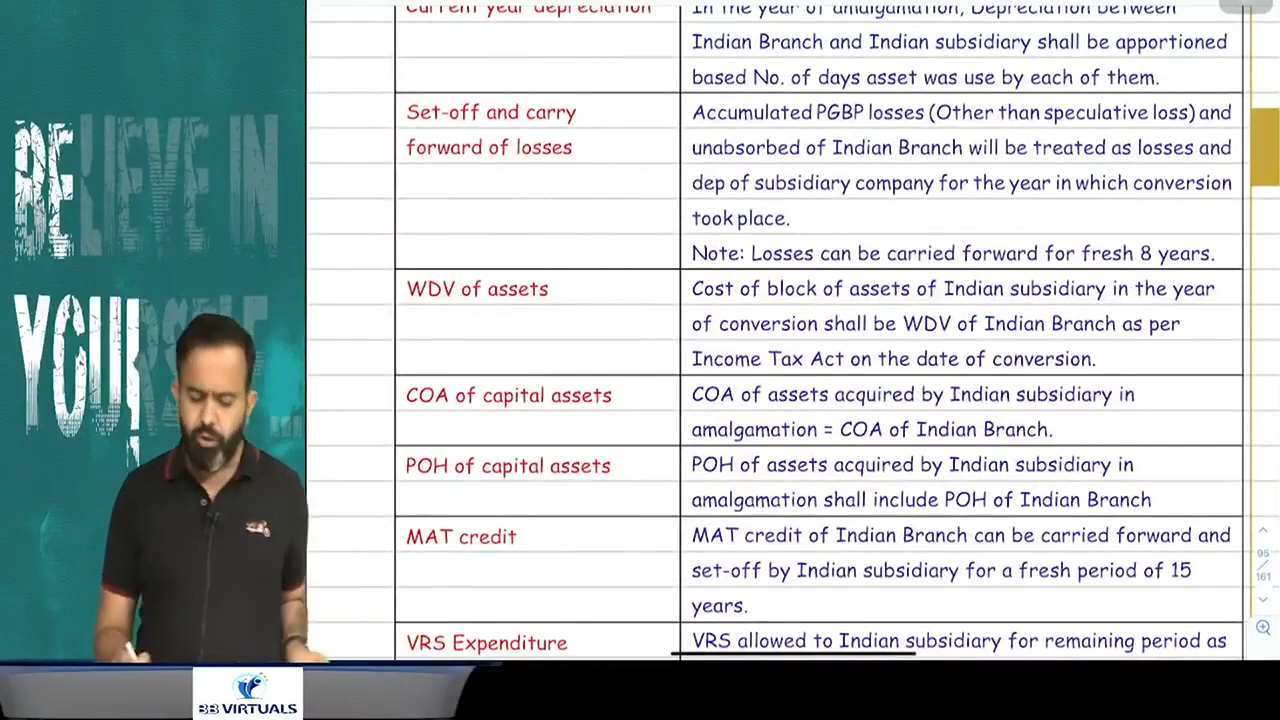 BELIEVE IN
YOURSELF...
Current year depreciation
In the year of amalgamation, Depreciation between
Indian Branch and Indian subsidiary shall be apportioned
based No. of days asset was use by each of them.
Set-off and carry
forward of losses
Accumulated PGBP losses (Other than speculative loss) and
unabsorbed of Indian Branch will be treated as losses and
dep of subsidiary company for the year in which conversion
took place.
Note: Losses can be carried forward for fresh 8 years.
WDV of assets
Cost of block of assets of Indian subsidiary in the year
of conversion shall be WDV of Indian Branch as per
Income Tax Act on the date of conversion.
COA of capital assets
COA of assets acquired by Indian subsidiary in
amalgamation = COA of Indian Branch.
POH of capital assets
POH of assets acquired by Indian subsidiary in
amalgamation shall include POH of Indian Branch
MAT credit
MAT credit of Indian Branch can be carried forward and
set-off by Indian subsidiary for a fresh period of 15
years.
VRS Expenditure
VRS allowed to Indian subsidiary for remaining period as
95
161
BB VIRTUALS